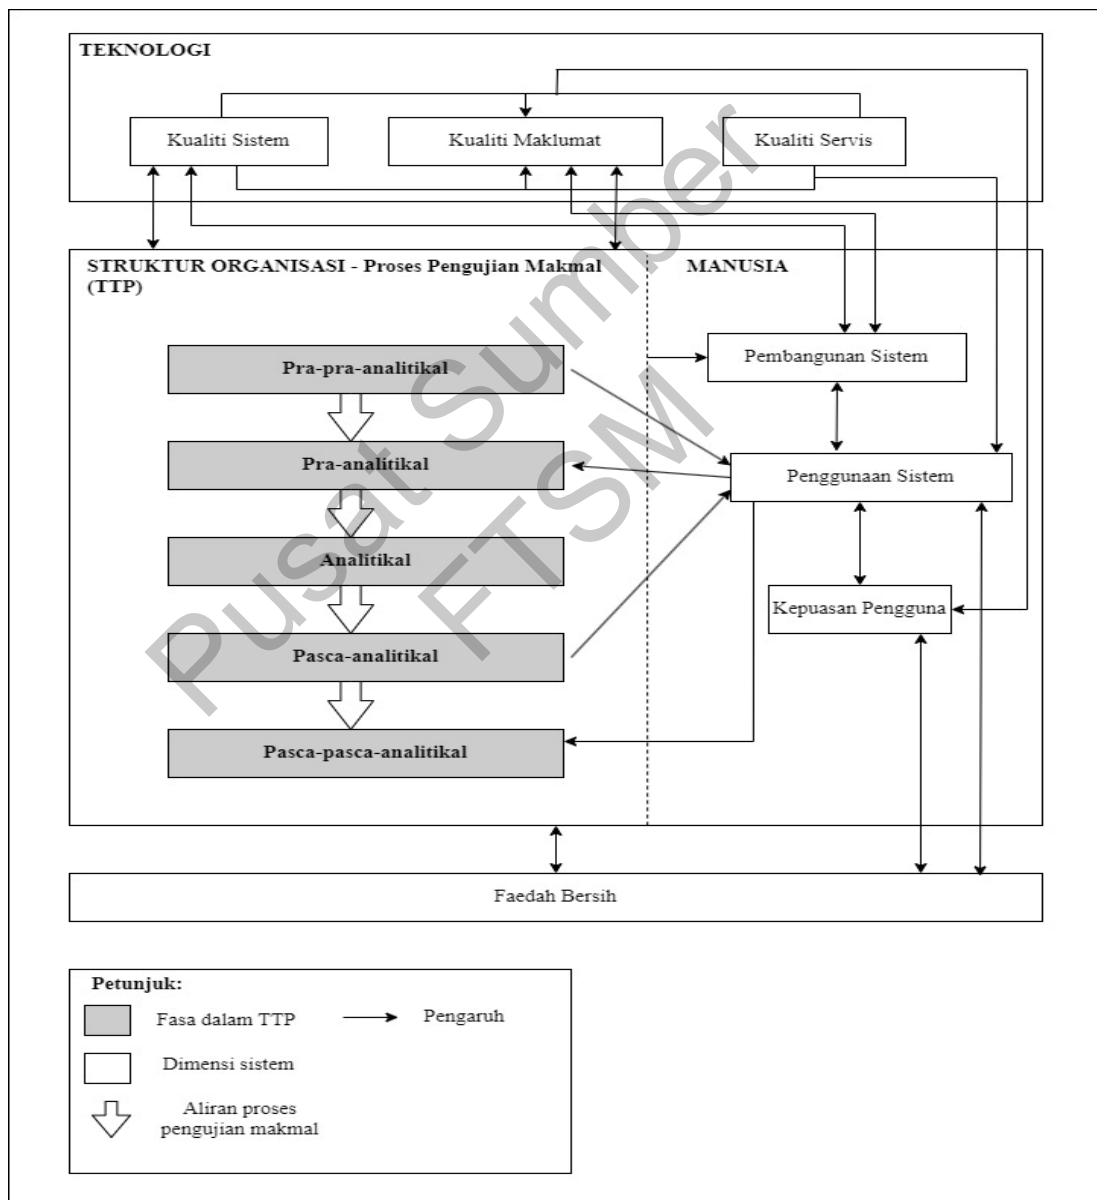 TEKNOLOGI
Kualiti Sistem
Kualiti Maklumat
Kualiti Servis
STRUKTUR ORGANISASI - Proses Pengujian Makmal
(TTP)
MANUSIA
Pra-pra-analitikal
Pembangunan Sistem
Pra-analitikal
Penggunaan Sistem
Analitikal
Kepuasan Pengguna
Pasca-analitikal
Pasca-pasca-analitikal
Faedah Bersih
Petunjuk:
Fasa dalam TTP
Pengaruh
Dimensi sistem
Aliran proses
pengujian makmal
Pusat Sumber
FTSM